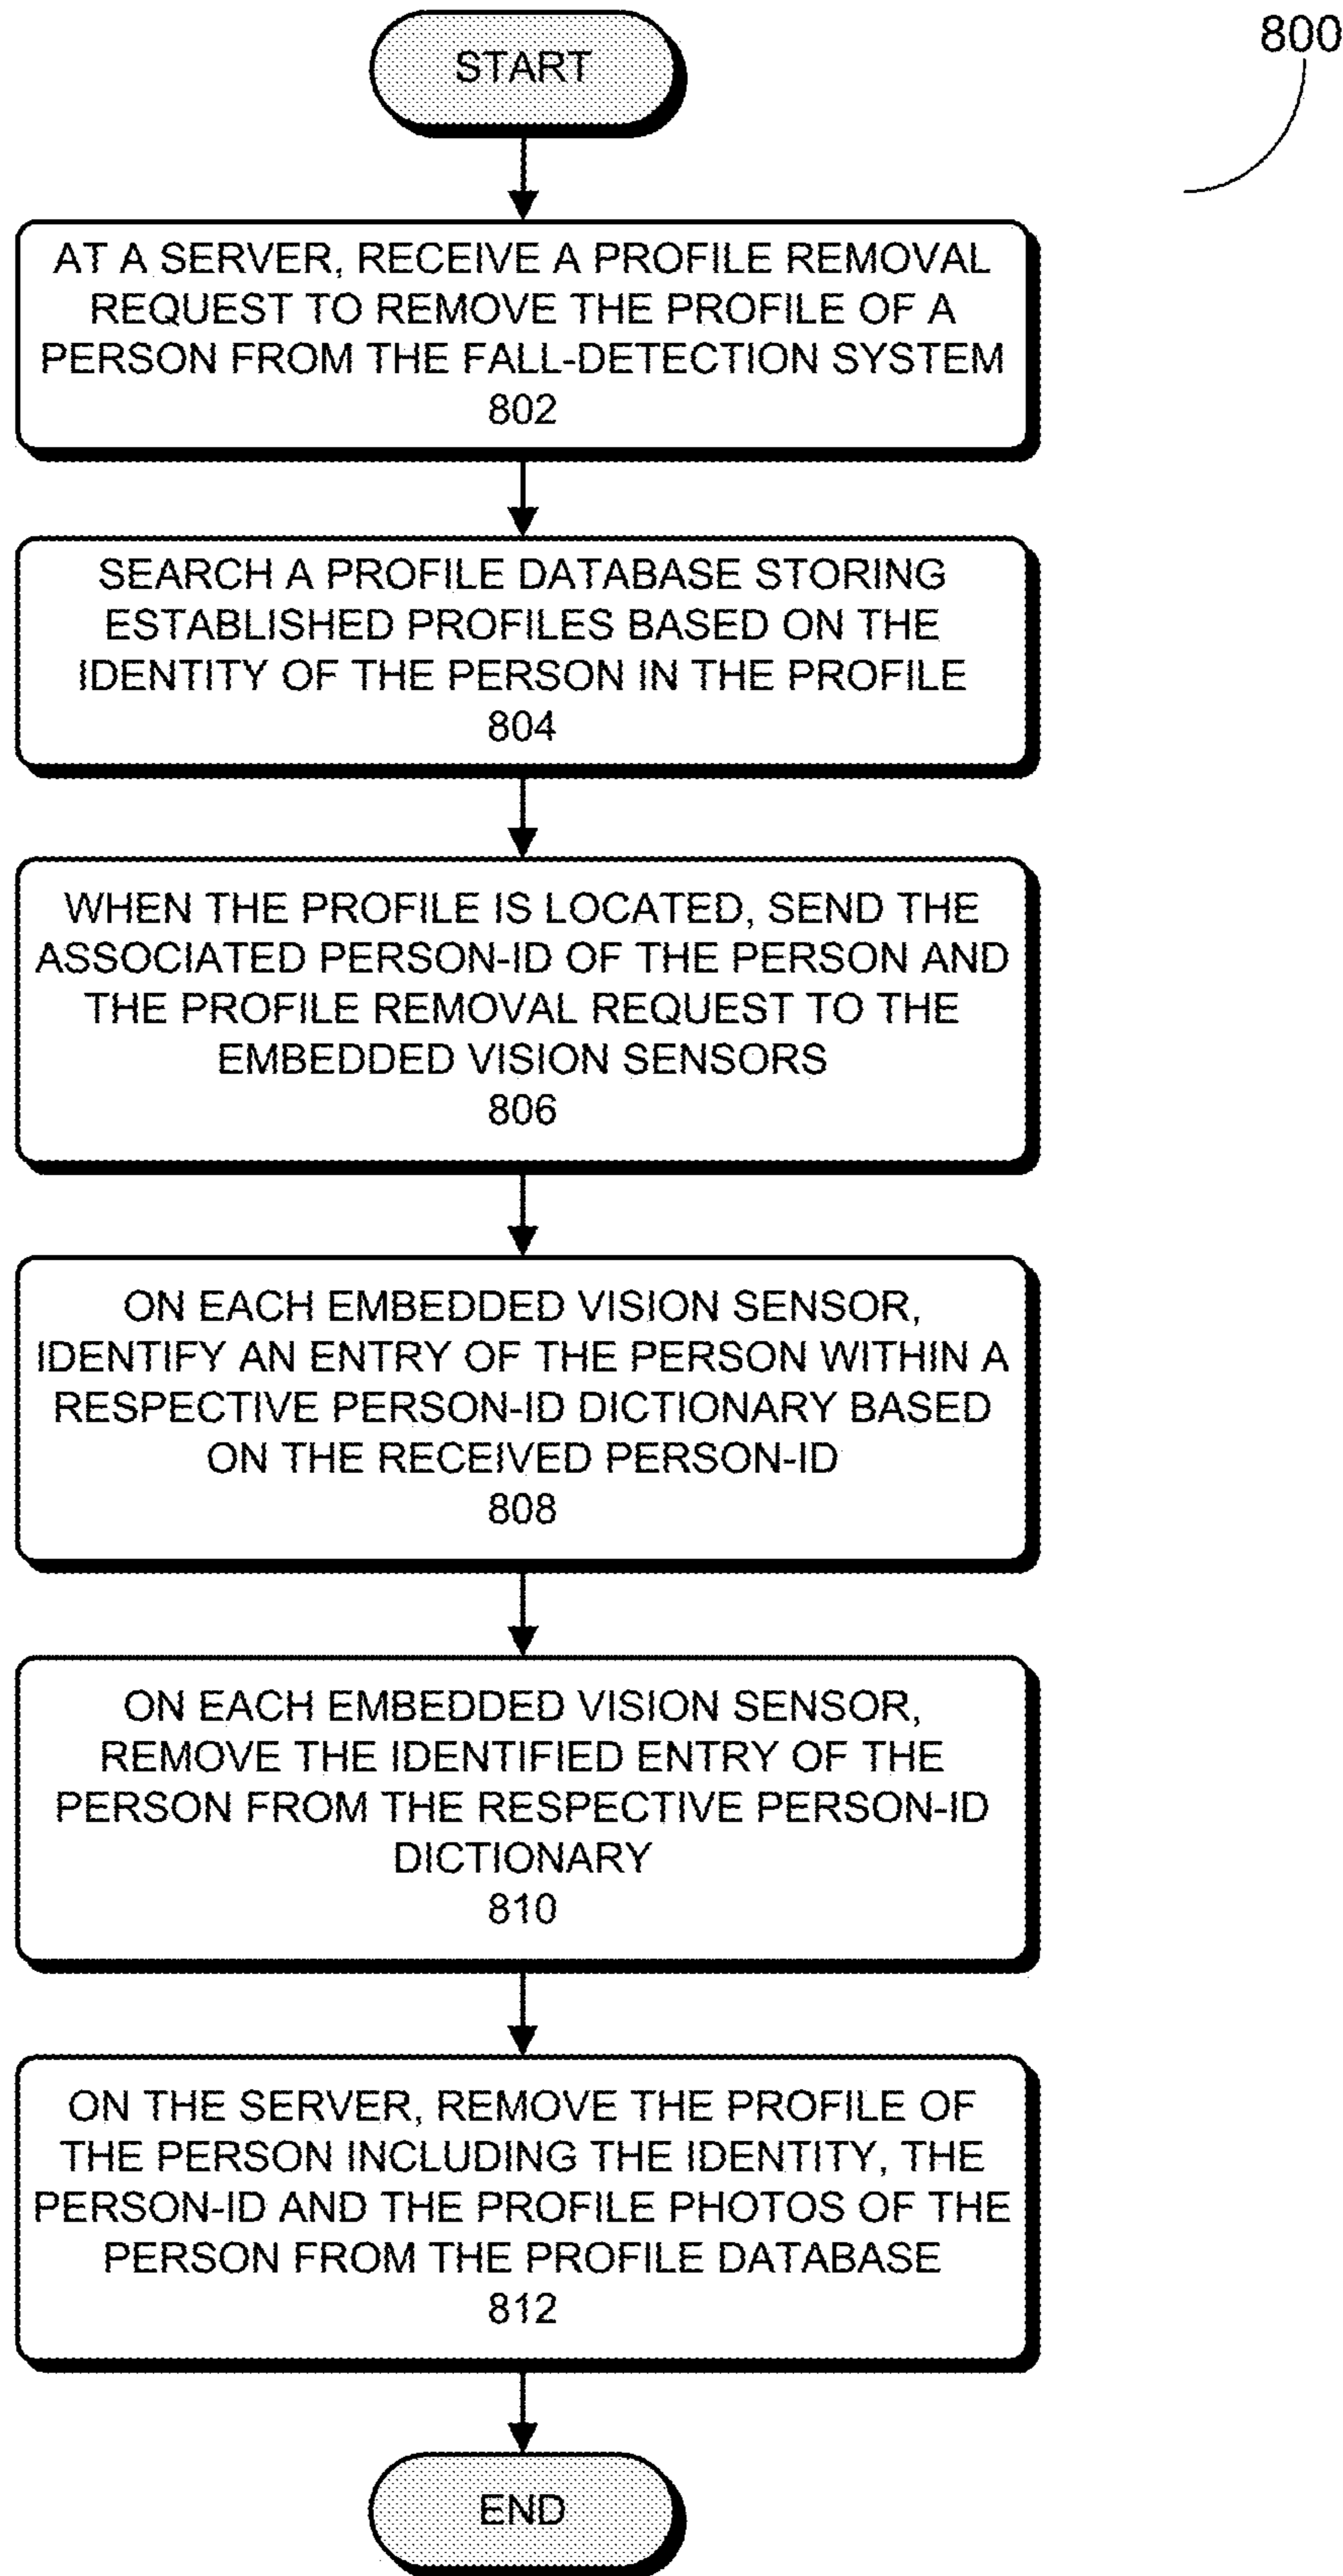 START
800
AT A SERVER, RECEIVE A PROFILE REMOVAL
REQUEST TO REMOVE THE PROFILE OF A
PERSON FROM THE FALL-DETECTION SYSTEM
802
SEARCH A PROFILE DATABASE STORING
ESTABLISHED PROFILES BASED ON THE
IDENTITY OF THE PERSON IN THE PROFILE
804
WHEN THE PROFILE IS LOCATED, SEND THE
ASSOCIATED PERSON-ID OF THE PERSON AND
THE PROFILE REMOVAL REQUEST TO THE
EMBEDDED VISION SENSORS
806
ON EACH EMBEDDED VISION SENSOR,
IDENTIFY AN ENTRY OF THE PERSON WITHIN A
RESPECTIVE PERSON-ID DICTIONARY BASED
ON THE RECEIVED PERSON-ID
808
ON EACH EMBEDDED VISION SENSOR,
REMOVE THE IDENTIFIED ENTRY OF THE
PERSON FROM THE RESPECTIVE PERSON-ID
DICTIONARY
810
ON THE SERVER, REMOVE THE PROFILE OF
THE PERSON INCLUDING THE IDENTITY, THE
PERSON-ID AND THE PROFILE PHOTOS OF THE
PERSON FROM THE PROFILE DATABASE
812
END